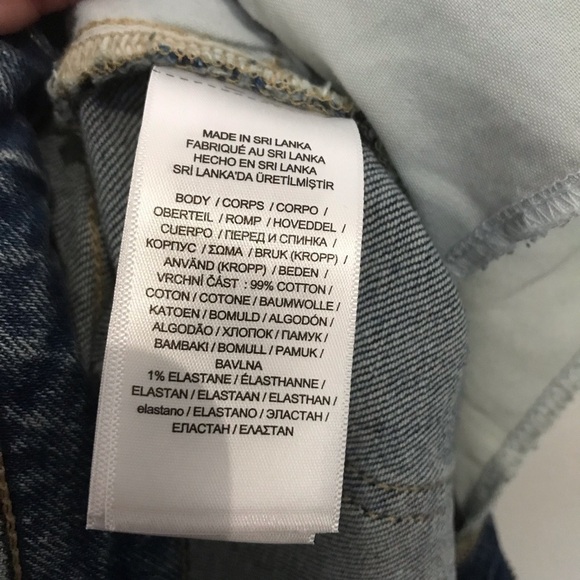 MADE IN SRI LANKA
FABRIQUÉ AU SRI LANKA
HECHO EN SRI LANKA
SRİ LANKA'DA ÜRETİLMİŞTİR
BODY / CORPS / CORPO /
OBERTEIL / ROMP / HOVEDDEL /
CUERPO / ПЕРЕД И СПИНКА /
КОРПУС / ΣΩΜΑ / BRUK (KROPP) /
ANVÄND (KROPP) / BEDEN /
VRCHNÍ ČÁST : 99% COTTON /
COTON / COTONE / BAUMWOLLE /
KATOEN / BOMULD / ALGODÓN /
ALGODÃO / ХЛОПОК / ПАМУК /
BAMBAKI / BOMULL / PAMUK /
BAVLNA
1% ELASTANE / ÉLASTHANNE /
ELASTAN / ELASTAAN / ELASTHAN /
elastano / ELASTANO / ЭЛАСТАН /
ЕЛАСТАН / ΕΛΑΣΤΑΝ